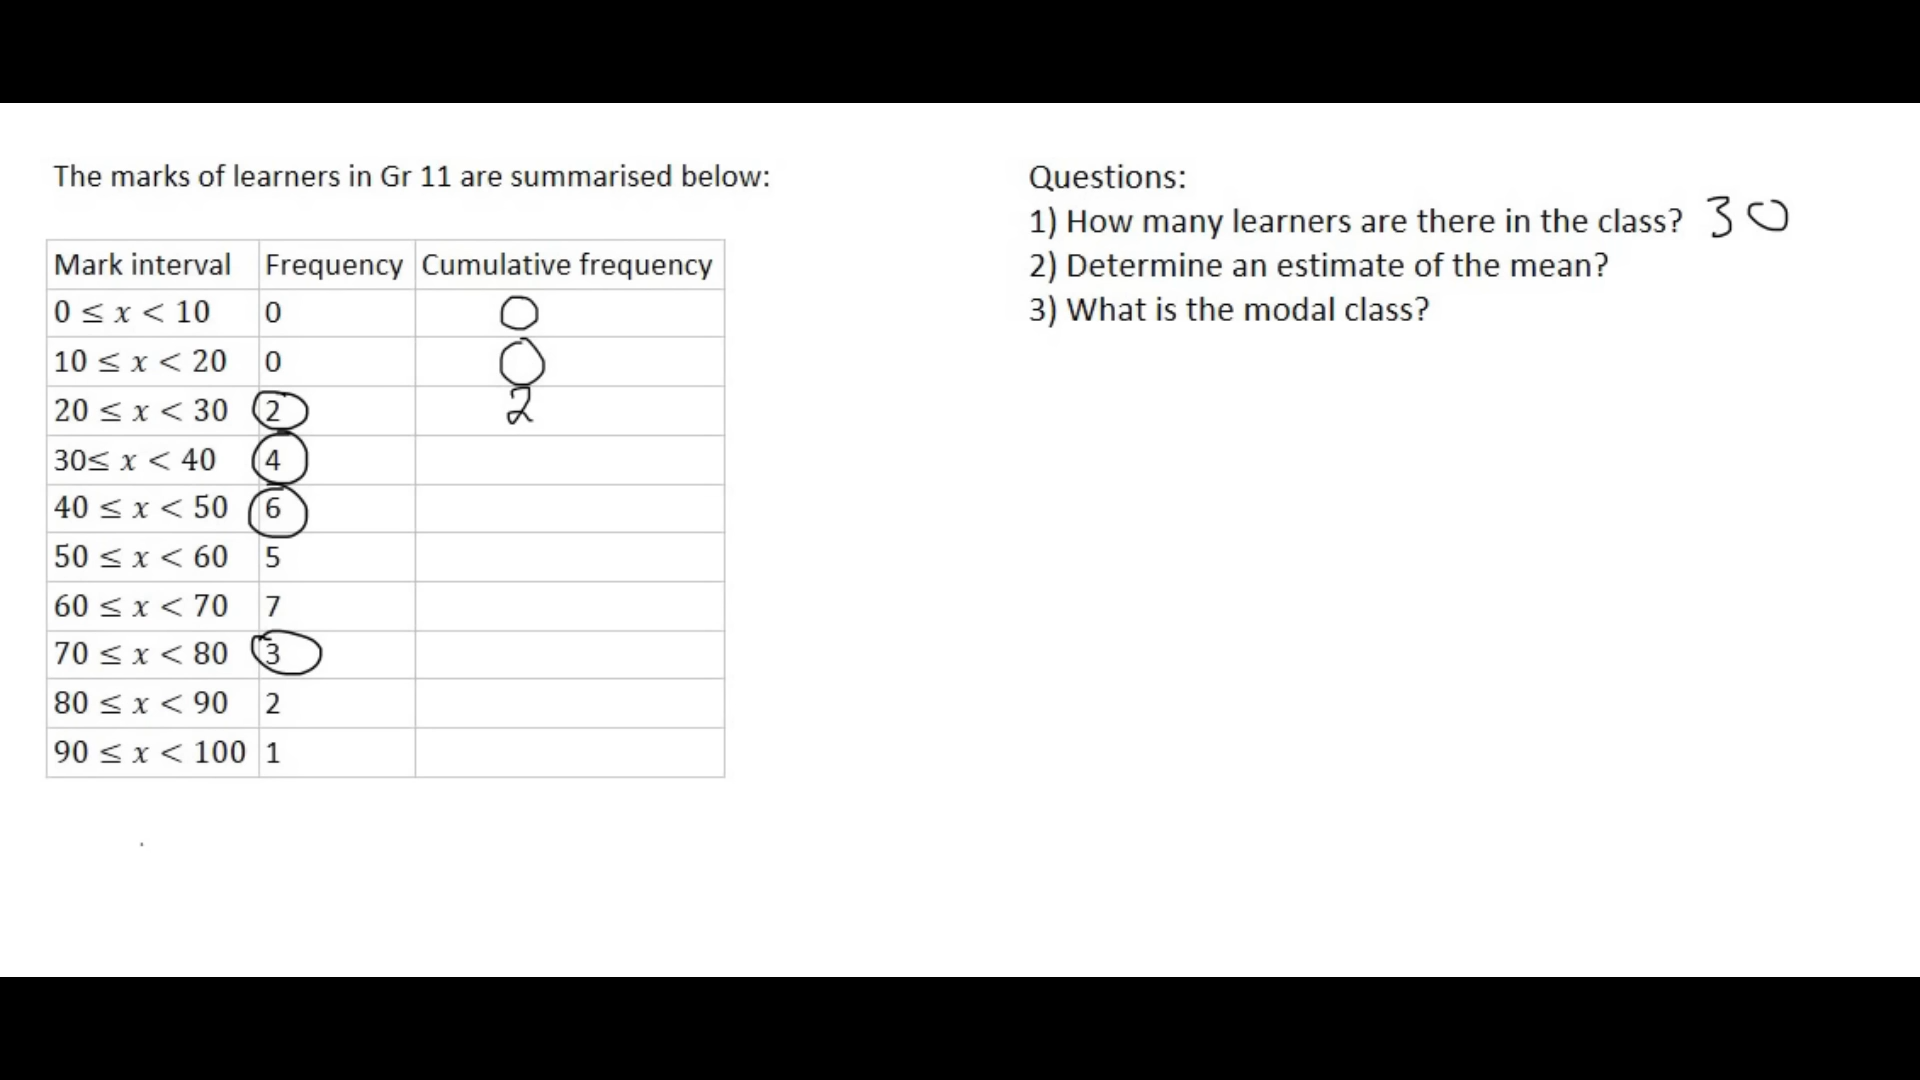 The marks of learners in Gr 11 are summarised below:
Mark interval Frequency Cumulative frequency
0 ≤ x < 10 0 0
10 ≤ x < 20 0 0
20 ≤ x < 30 2 2
30≤ x < 40 4
40 ≤ x < 50 6
50 ≤ x < 60 5
60 ≤ x < 70 7
70 ≤ x < 80 3
80 ≤ x < 90 2
90 ≤ x < 100 1
Questions:
1) How many learners are there in the class? 30
2) Determine an estimate of the mean?
3) What is the modal class?